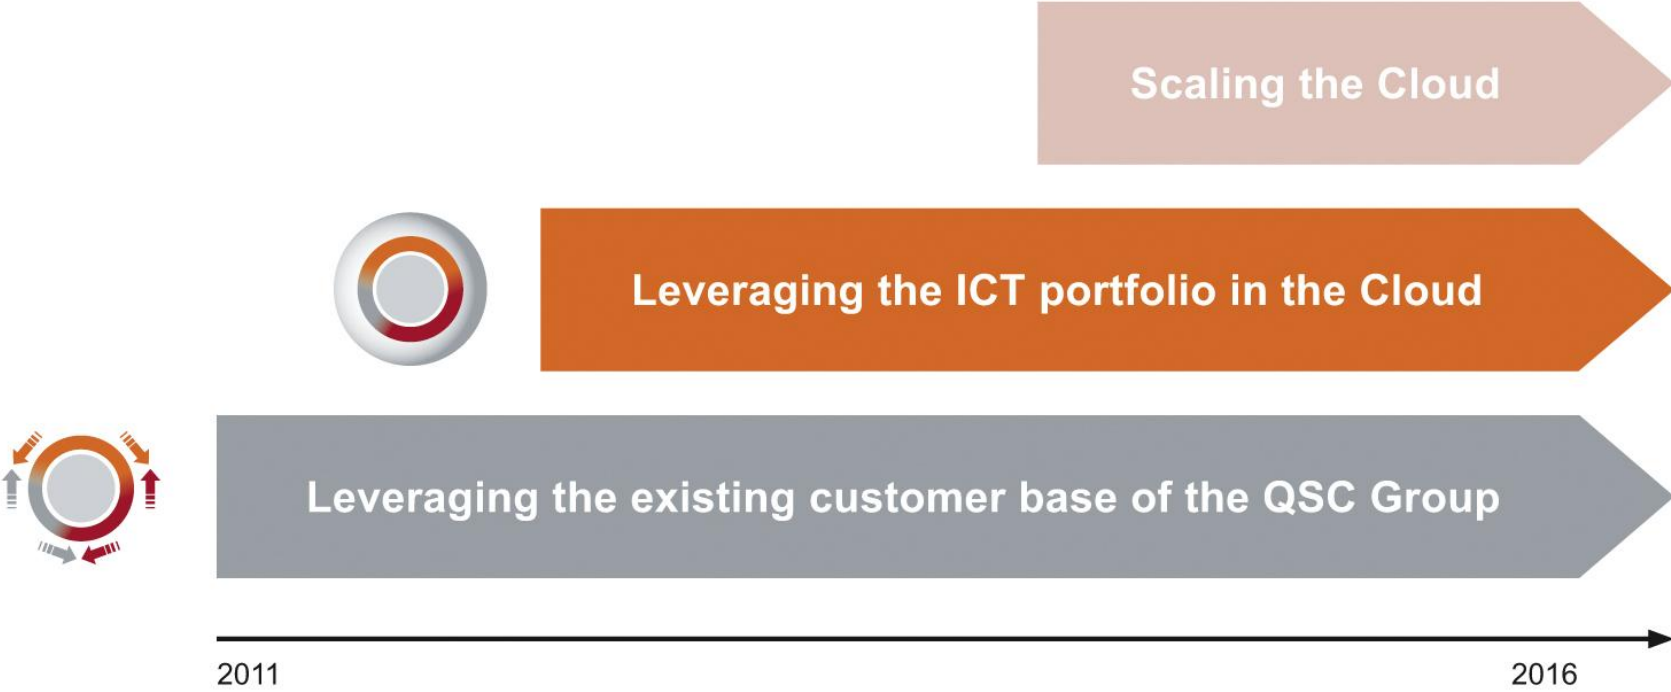 Scaling the Cloud
Leveraging the ICT portfolio in the Cloud
Leveraging the existing customer base of the QSC Group
2011
2016